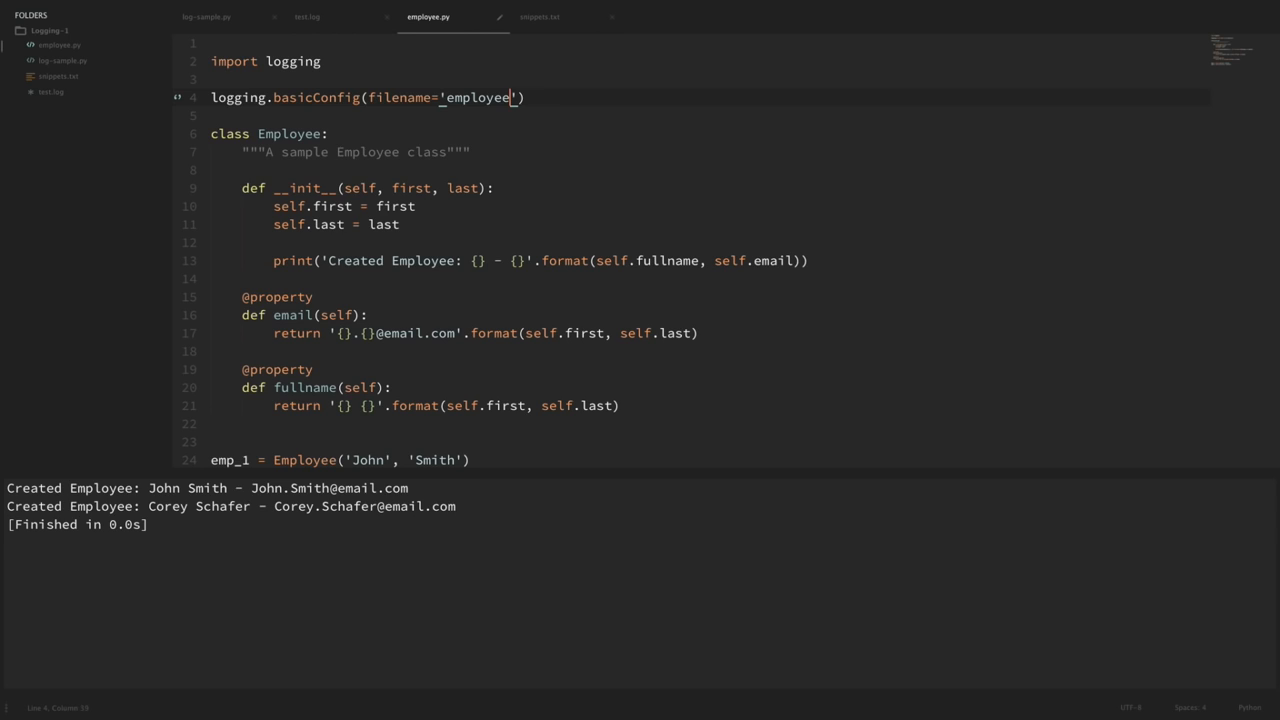 FOLDERS
Logging-1
employee.py
log-sample.py
snippets.txt
test.log
log-sample.py
test.log
employee.py
snippets.txt
1
2 import logging
3
4 logging.basicConfig(filename='employee')
5
6 class Employee:
7 """A sample Employee class"""
8
9 def __init__(self, first, last):
10 self.first = first
11 self.last = last
12
13 print('Created Employee: {} - {}'.format(self.fullname, self.email))
14
15 @property
16 def email(self):
17 return '{}.{}@email.com'.format(self.first, self.last)
18
19 @property
20 def fullname(self):
21 return '{} {}'.format(self.first, self.last)
22
23
24 emp_1 = Employee('John', 'Smith')
Created Employee: John Smith - John.Smith@email.com
Created Employee: Corey Schafer - Corey.Schafer@email.com
[Finished in 0.0s]
Line 4, Column 39
UTF-8
Spaces: 4
Python